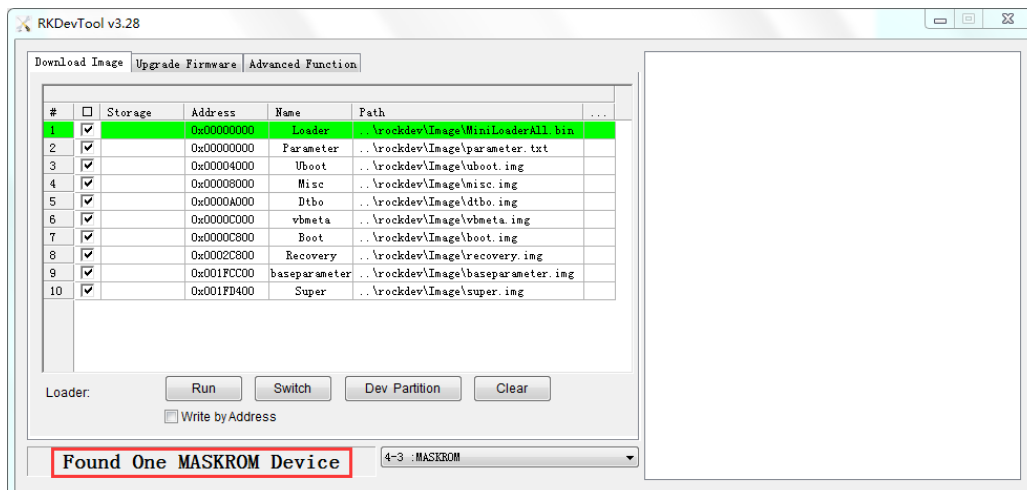 RKDevTool v3.28
Download Image Upgrade Firmware Advanced Function
# Storage Address Name Path ...
1 0x00000000 Loader ..\rockdev\Image\MiniLoaderAll.bin
2 0x00000000 Parameter ..\rockdev\Image\parameter.txt
3 0x00004000 Uboot ..\rockdev\Image\uboot.img
4 0x00008000 Misc ..\rockdev\Image\misc.img
5 0x0000A000 Dtbo ..\rockdev\Image\dtbo.img
6 0x0000C000 vbmeta ..\rockdev\Image\vbmeta.img
7 0x0000C800 Boot ..\rockdev\Image\boot.img
8 0x0002C800 Recovery ..\rockdev\Image\recovery.img
9 0x001FCC00 baseparameter ..\rockdev\Image\baseparameter.img
10 0x001FD400 Super ..\rockdev\Image\super.img
Loader: Run Switch Dev Partition Clear
Write by Address
Found One MASKROM Device 4-3 :MASKROM